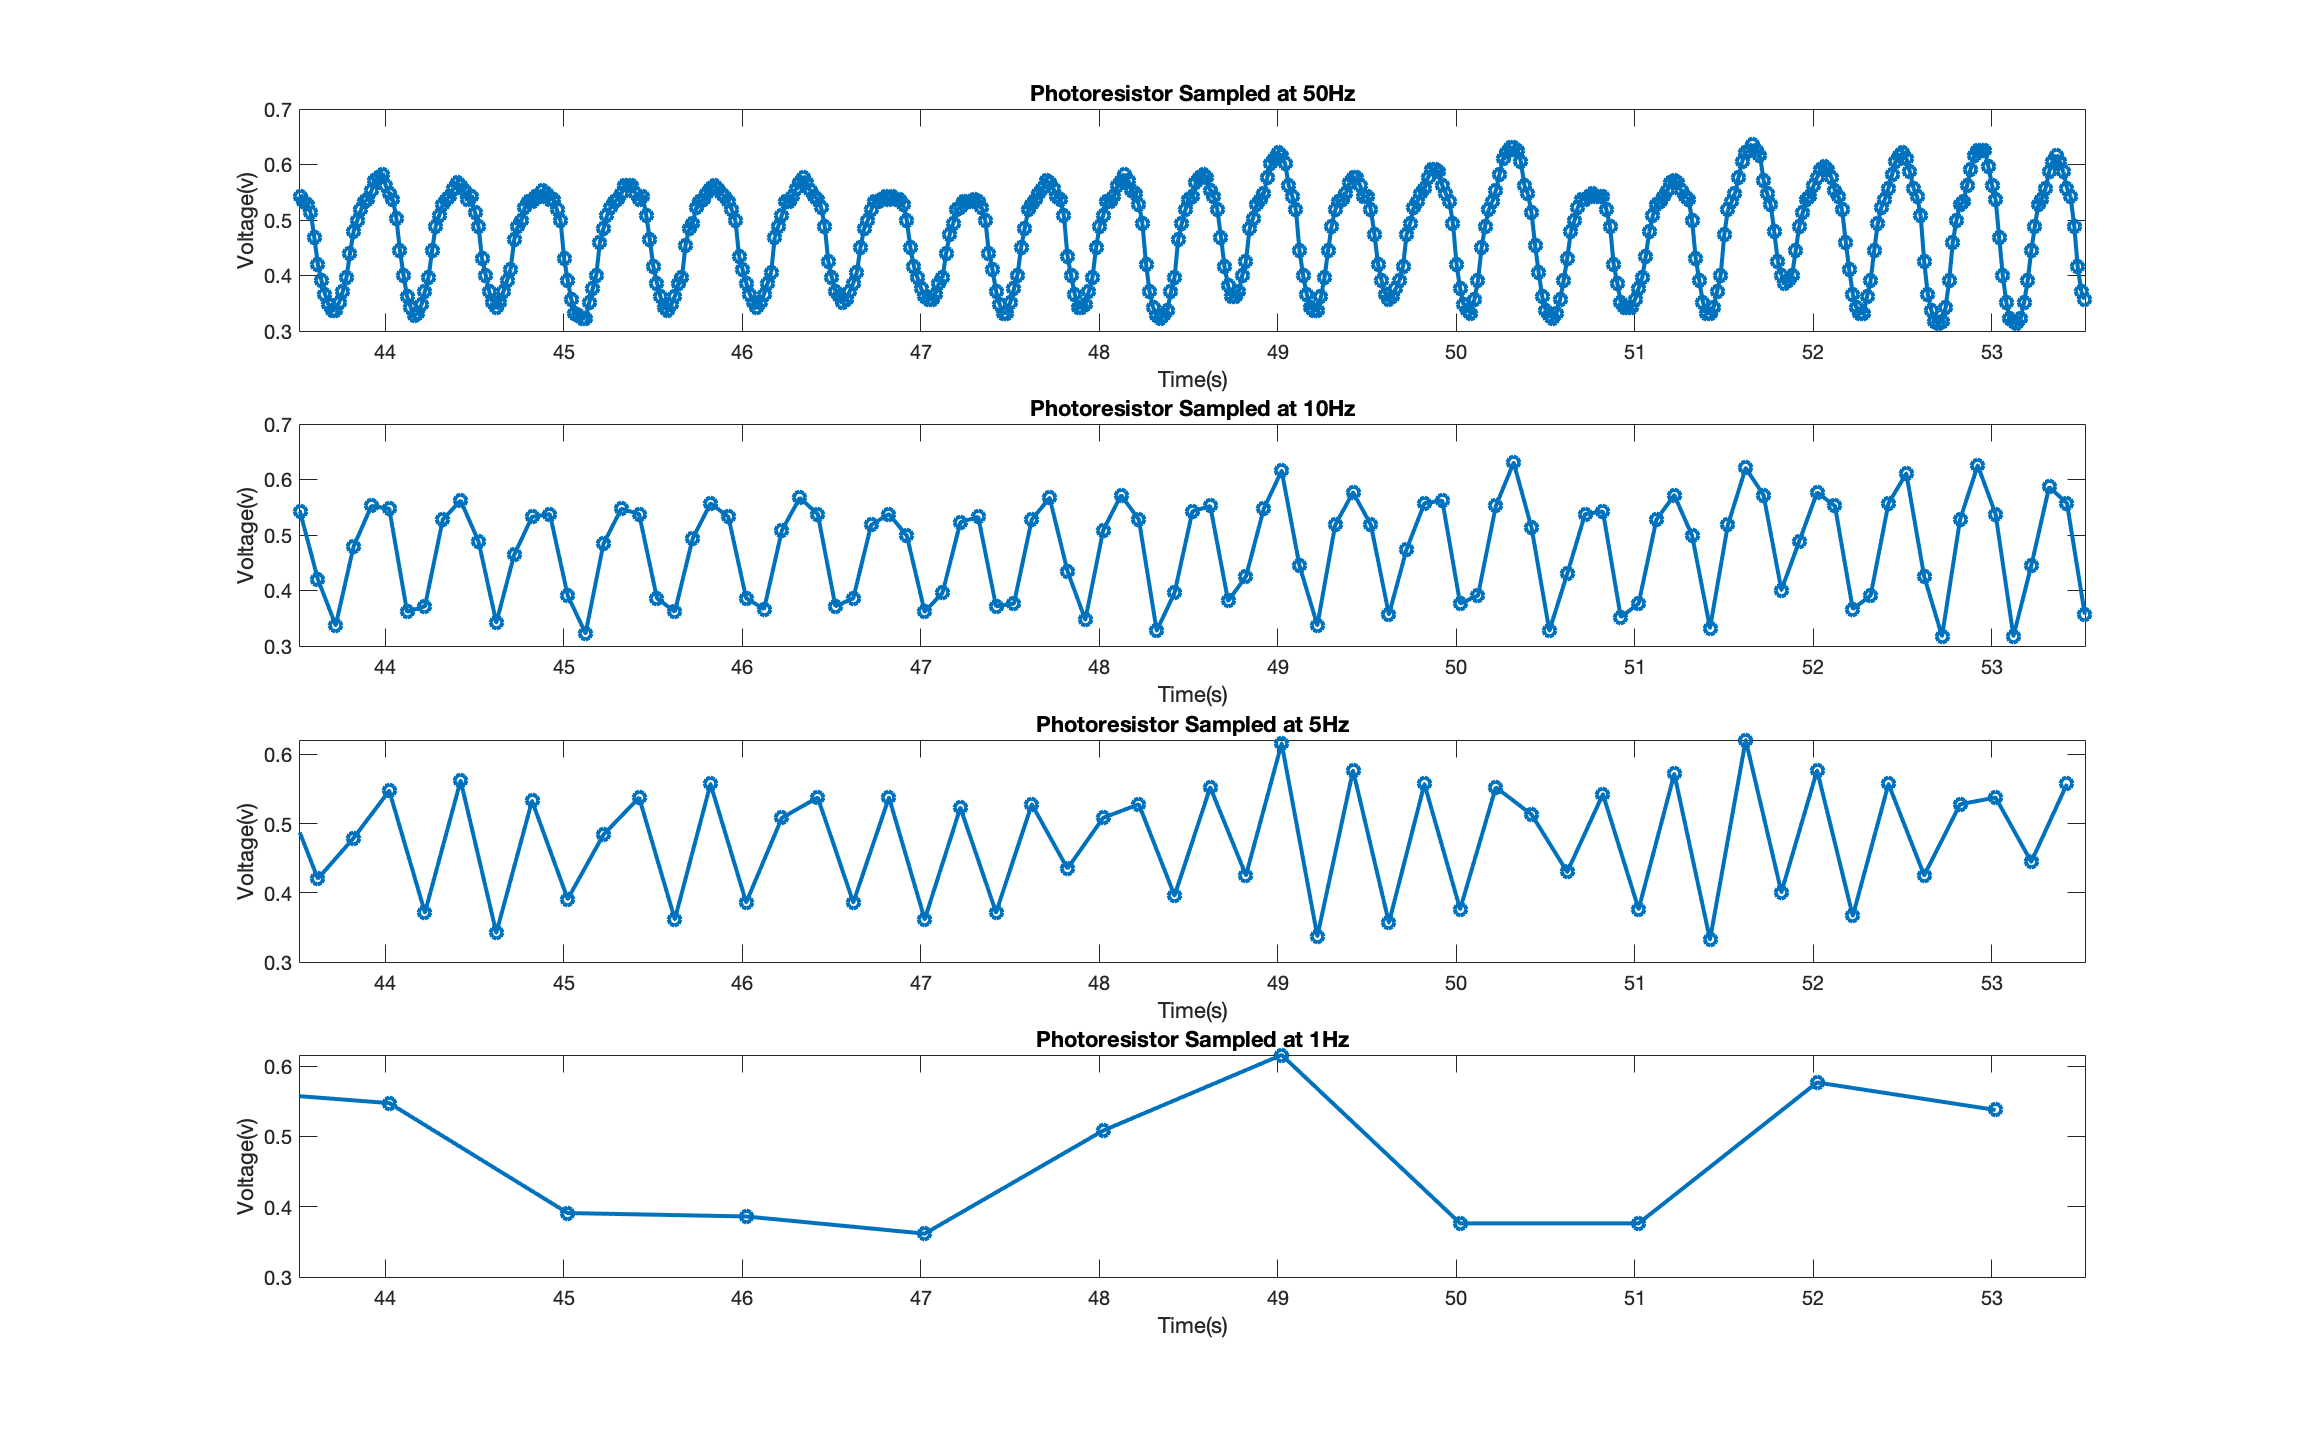 Photoresistor Sampled at 50Hz
0.7
0.6
0.5
0.4
0.3
Voltage(v)
44 45 46 47 48 49 50 51 52 53
Time(s)
Photoresistor Sampled at 10Hz
0.7
0.6
0.5
0.4
0.3
Voltage(v)
44 45 46 47 48 49 50 51 52 53
Time(s)
Photoresistor Sampled at 5Hz
0.6
0.5
0.4
0.3
Voltage(v)
44 45 46 47 48 49 50 51 52 53
Time(s)
Photoresistor Sampled at 1Hz
0.6
0.5
0.4
0.3
Voltage(v)
44 45 46 47 48 49 50 51 52 53
Time(s)